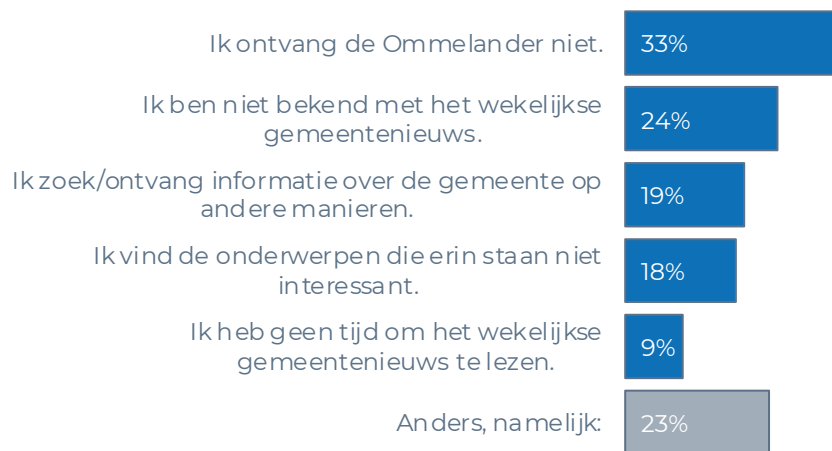 Ik ontvang de Ommelander niet. 33%
Ik ben niet bekend met het wekelijkse
gemeentenieuws. 24%
Ik zoek/ontvang informatie over de gemeente op
andere manieren. 19%
Ik vind de onderwerpen die erin staan niet
interessant. 18%
Ik heb geen tijd om het wekelijkse
gemeentenieuws te lezen. 9%
Anders, namelijk: 23%